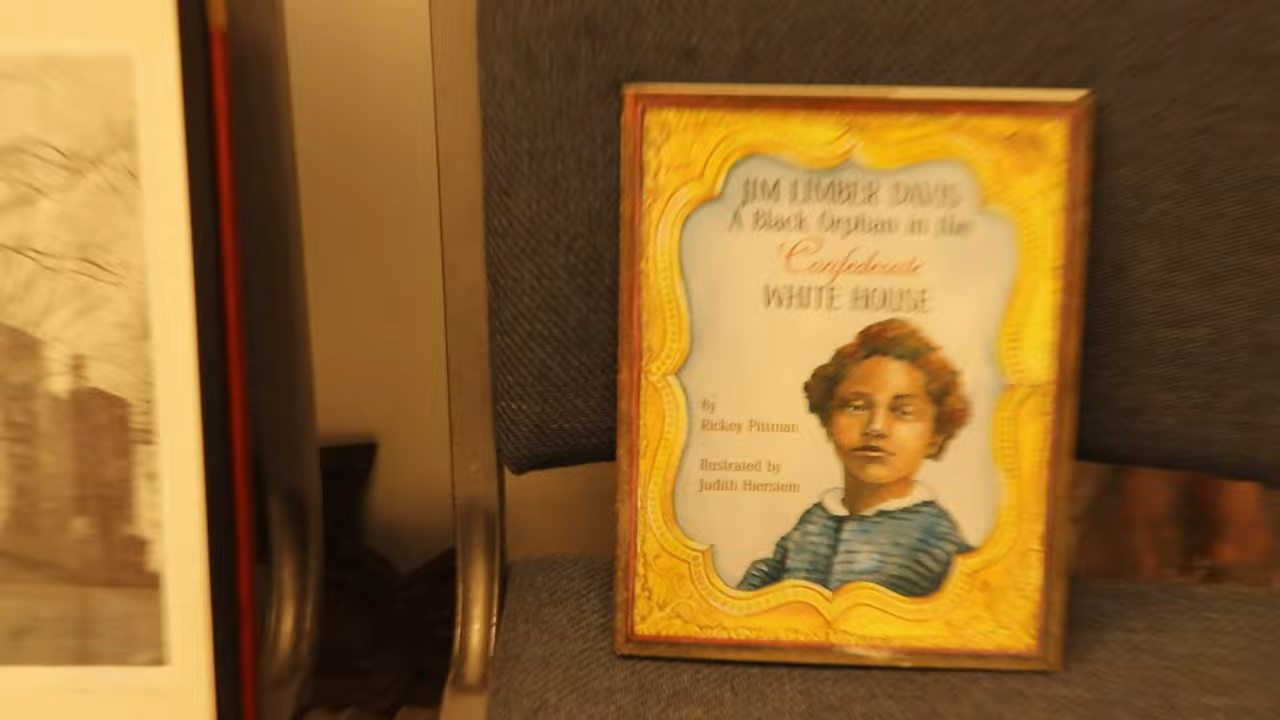 JIM LIMBER DAVIS
A Black Orphan in the
Confederate
WHITE HOUSE
By
Rickey Pittman
Illustrated by
Judith Hierstein